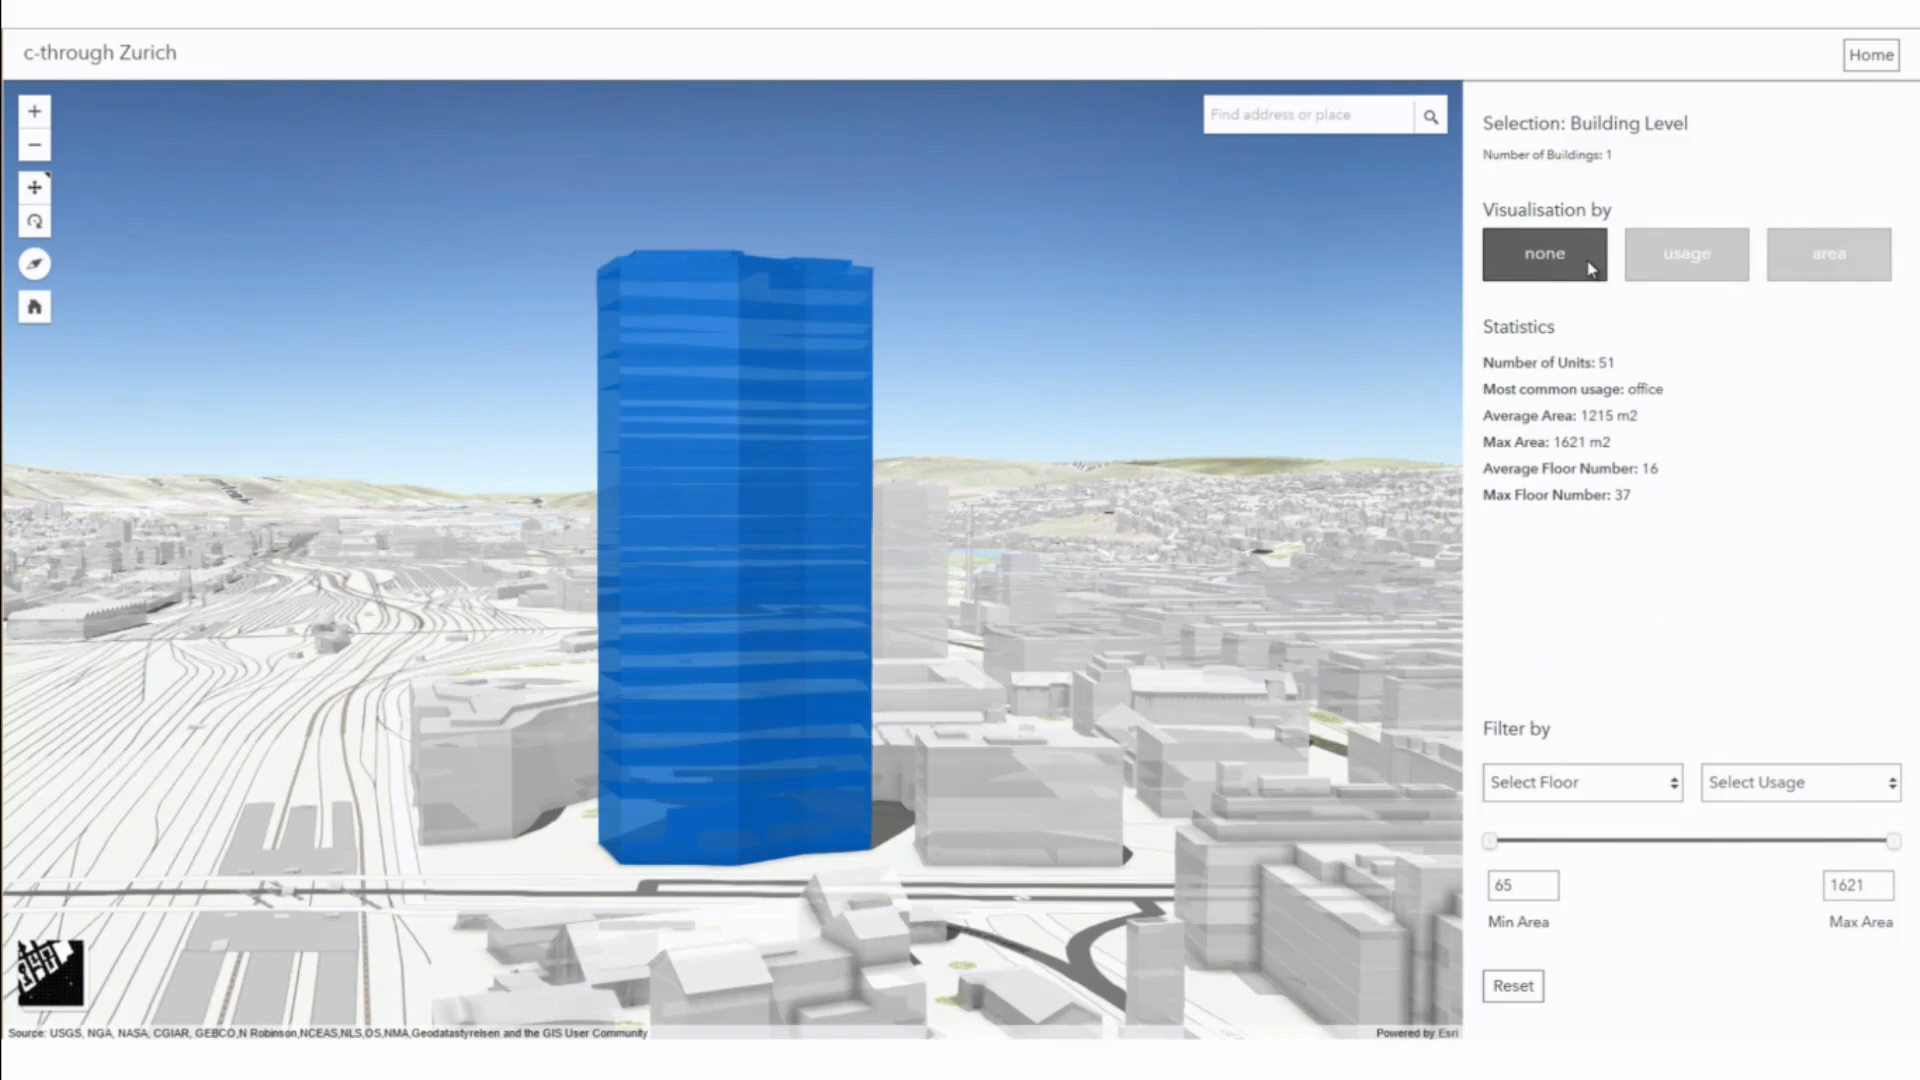 c-through Zurich
Home
Find address or place
Selection: Building Level
Number of Buildings: 1
Visualisation by
none
usage
area
Statistics
Number of Units: 51
Most common usage: office
Average Area: 1215 m2
Max Area: 1621 m2
Average Floor Number: 16
Max Floor Number: 37
Filter by
Select Floor
Select Usage
65
1621
Min Area
Max Area
Reset
Source: USGS, NGA, NASA, CGIAR, GEBCO,N Robinson,NCEAS,NLS,OS,NMA,Geodatastyrelsen and the GIS User Community
Powered by Esri